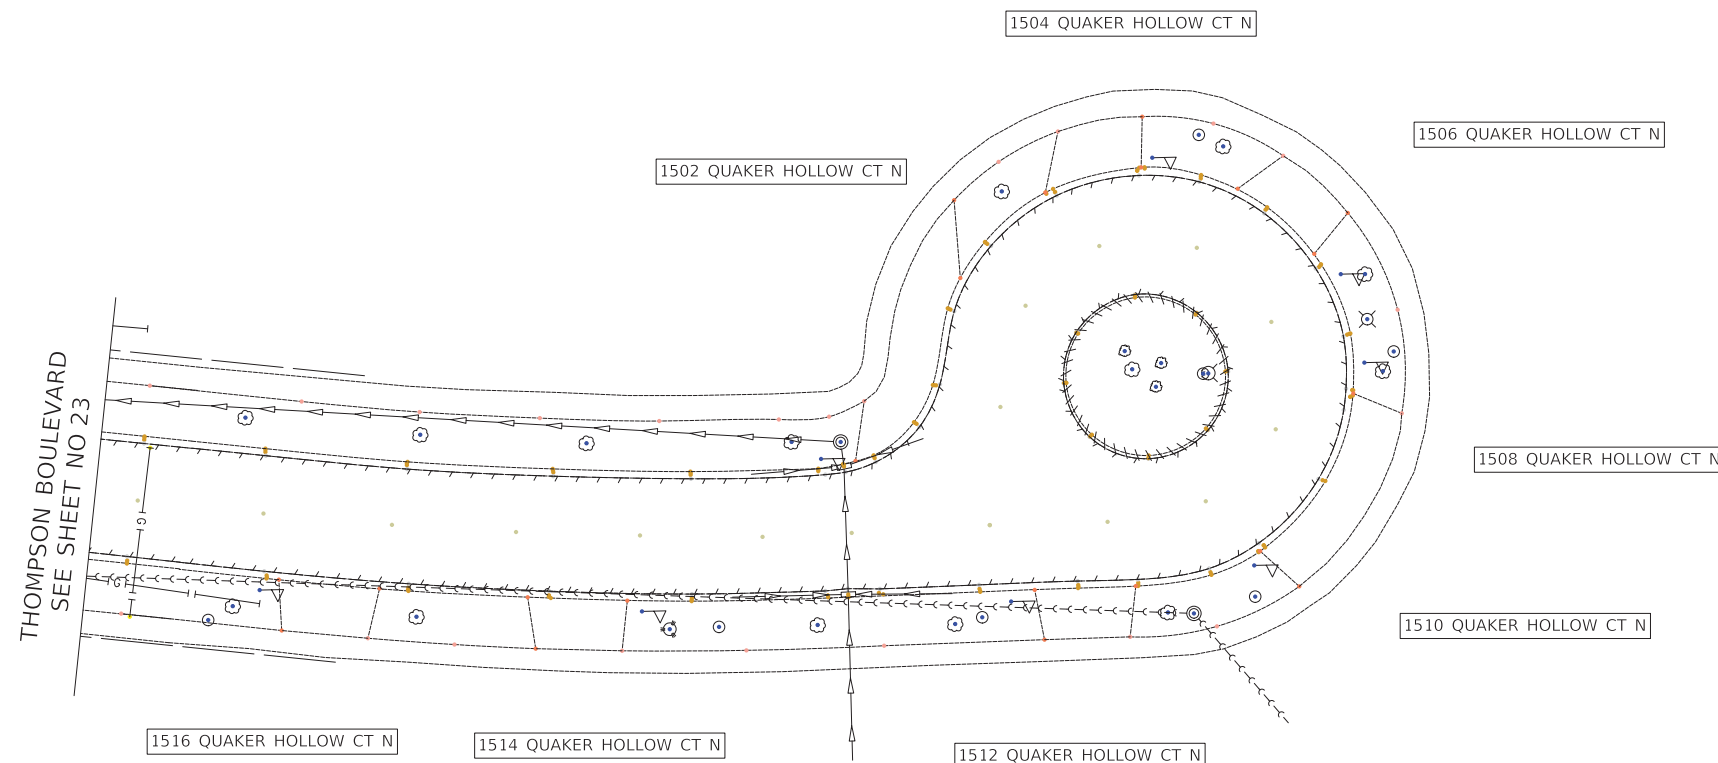 1504 QUAKER HOLLOW CT N
1506 QUAKER HOLLOW CT N
1502 QUAKER HOLLOW CT N
THOMPSON BOULEVARD
SEE SHEET NO 23
1508 QUAKER HOLLOW CT N
G
G
1510 QUAKER HOLLOW CT N
1516 QUAKER HOLLOW CT N
1514 QUAKER HOLLOW CT N
1512 QUAKER HOLLOW CT N